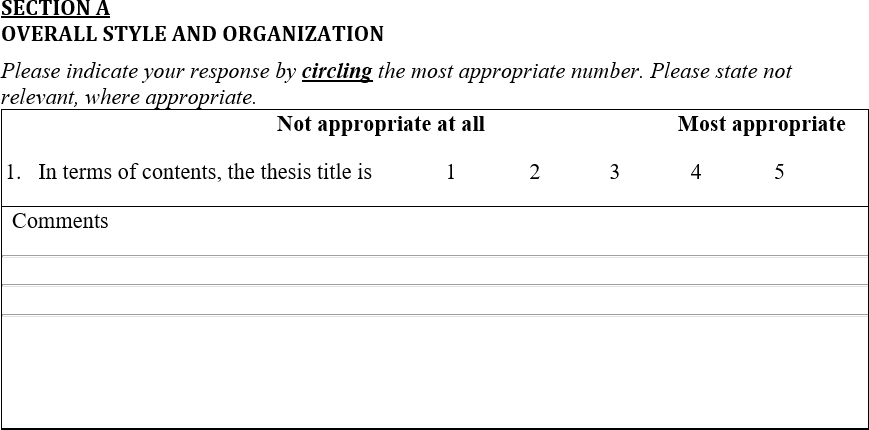 SECTION A
OVERALL STYLE AND ORGANIZATION
Please indicate your response by circling the most appropriate number. Please state not
relevant, where appropriate.
Not appropriate at all Most appropriate
1. In terms of contents, the thesis title is 1 2 3 4 5
Comments